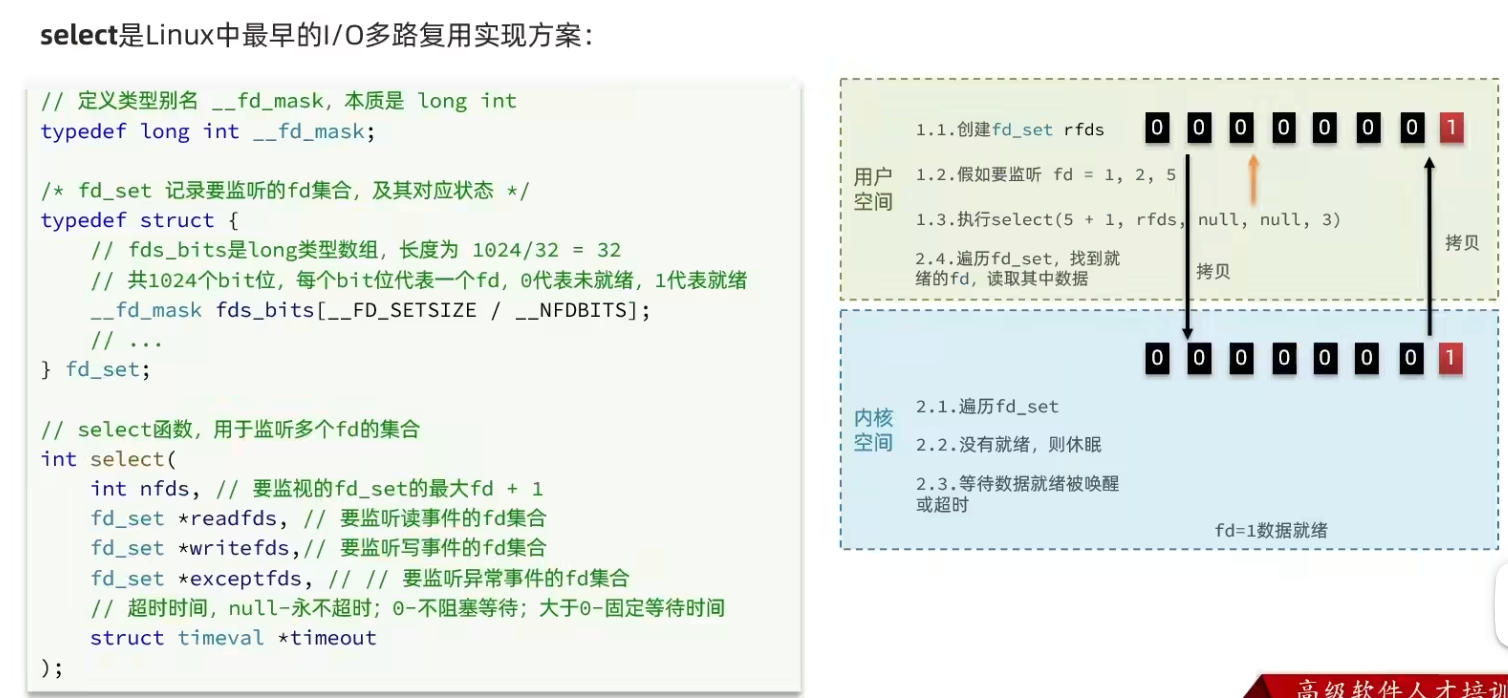 select是Linux中最早的I/O多路复用实现方案：
// 定义类型别名 __fd_mask，本质是 long int
typedef long int __fd_mask;
/* fd_set 记录要监听的fd集合，及其对应状态 */
typedef struct {
// fds_bits是long类型数组，长度为 1024/32 = 32
// 共1024个bit位，每个bit位代表一个fd，0代表未就绪，1代表就绪
__fd_mask fds_bits[__FD_SETSIZE / __NFDBITS];
// ...
} fd_set;
// select函数，用于监听多个fd的集合
int select(
int nfds, // 要监视的fd_set的最大fd + 1
fd_set *readfds, // 要监听读事件的fd集合
fd_set *writefds,// 要监听写事件的fd集合
fd_set *exceptfds, // // 要监听异常事件的fd集合
// 超时时间，null-永不超时；0-不阻塞等待；大于0-固定等待时间
struct timeval *timeout
);
用户
空间
1.1.创建fd_set rfds
0 0 0 0 0 0 0 1
1.2.假如要监听 fd = 1, 2, 5
1.3.执行select(5 + 1, rfds, null, null, 3)
2.4.遍历fd_set，找到就
绪的fd，读取其中数据
拷贝
拷贝
0 0 0 0 0 0 0 1
内核
空间
2.1.遍历fd_set
2.2.没有就绪，则休眠
2.3.等待数据就绪被唤醒
或超时
fd=1数据就绪
高级软件人才培训